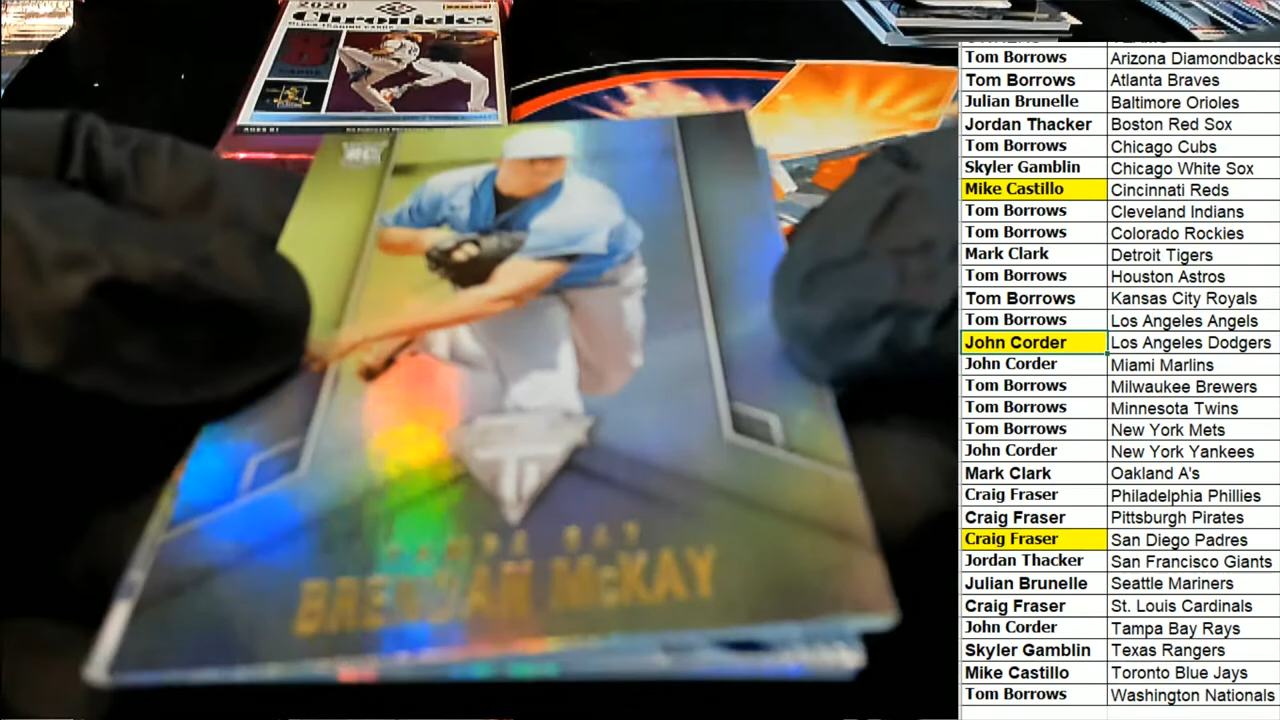 2020
Chronicles
8
CARDS
RC
TAMPA BAY
BRENDAN McKAY
Tom Borrows Arizona Diamondbacks
Tom Borrows Atlanta Braves
Julian Brunelle Baltimore Orioles
Jordan Thacker Boston Red Sox
Tom Borrows Chicago Cubs
Skyler Gamblin Chicago White Sox
Mike Castillo Cincinnati Reds
Tom Borrows Cleveland Indians
Tom Borrows Colorado Rockies
Mark Clark Detroit Tigers
Tom Borrows Houston Astros
Tom Borrows Kansas City Royals
Tom Borrows Los Angeles Angels
John Corder Los Angeles Dodgers
John Corder Miami Marlins
Tom Borrows Milwaukee Brewers
Tom Borrows Minnesota Twins
Tom Borrows New York Mets
John Corder New York Yankees
Mark Clark Oakland A's
Craig Fraser Philadelphia Phillies
Craig Fraser Pittsburgh Pirates
Craig Fraser San Diego Padres
Jordan Thacker San Francisco Giants
Julian Brunelle Seattle Mariners
Craig Fraser St. Louis Cardinals
John Corder Tampa Bay Rays
Skyler Gamblin Texas Rangers
Mike Castillo Toronto Blue Jays
Tom Borrows Washington Nationals